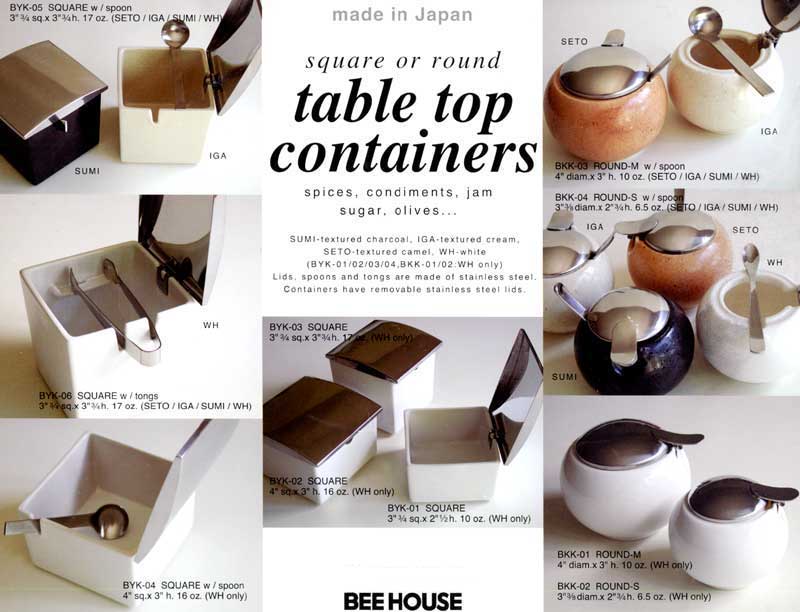 BYK-05 SQUARE w / spoon
3"¾ sq.x 3"¾ h. 17 oz. (SETO / IGA / SUMI / WH)
SUMI
IGA
WH
BYK-06 SQUARE w / tongs
3"¾ sq.x 3"¾ h. 17 oz. (SETO / IGA / SUMI / WH)
BYK-04 SQUARE w / spoon
4" sq.x 3" h. 16 oz. (WH only)
made in Japan
square or round
table top
containers
spices, condiments, jam
sugar, olives...
SUMI-textured charcoal, IGA-textured cream,
SETO-textured camel, WH-white
(BYK-01/02/03/04,BKK-01/02:WH only)
Lids, spoons and tongs are made of stainless steel.
Containers have removable stainless steel lids.
BYK-03 SQUARE
3"¾ sq.x 3"¾ h. 17 oz. (WH only)
BYK-02 SQUARE
4" sq.x 3" h. 16 oz. (WH only)
BYK-01 SQUARE
3"¾ sq.x 2"½ h. 10 oz. (WH only)
BEE HOUSE
SETO
IGA
BKK-03 ROUND-M w / spoon
4" diam.x 3" h. 10 oz. (SETO / IGA / SUMI / WH)
BKK-04 ROUND-S w / spoon
3"⅜ diam.x 2"¾ h. 6.5 oz. (SETO / IGA / SUMI / WH)
IGA
SETO
WH
SUMI
BKK-01 ROUND-M
4" diam.x 3" h. 10 oz. (WH only)
BKK-02 ROUND-S
3"⅜ diam.x 2"¾ h. 6.5 oz. (WH only)